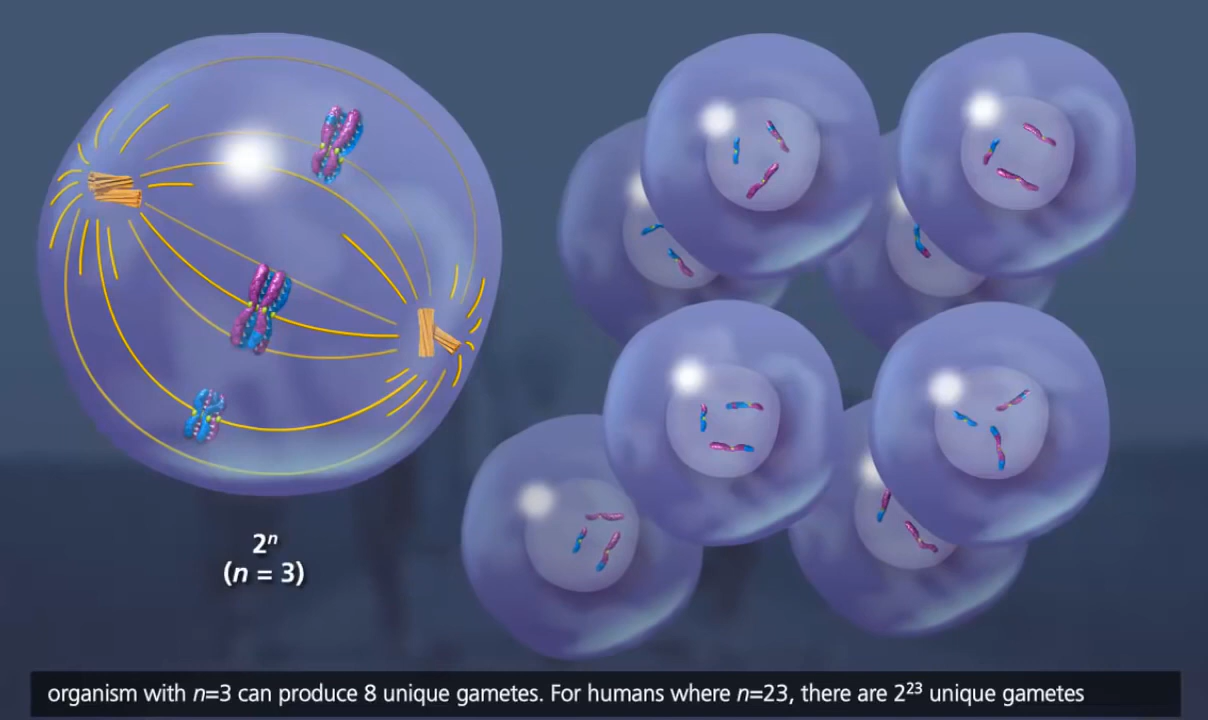 2ⁿ
(n = 3)
organism with n=3 can produce 8 unique gametes. For humans where n=23, there are 2²³ unique gametes